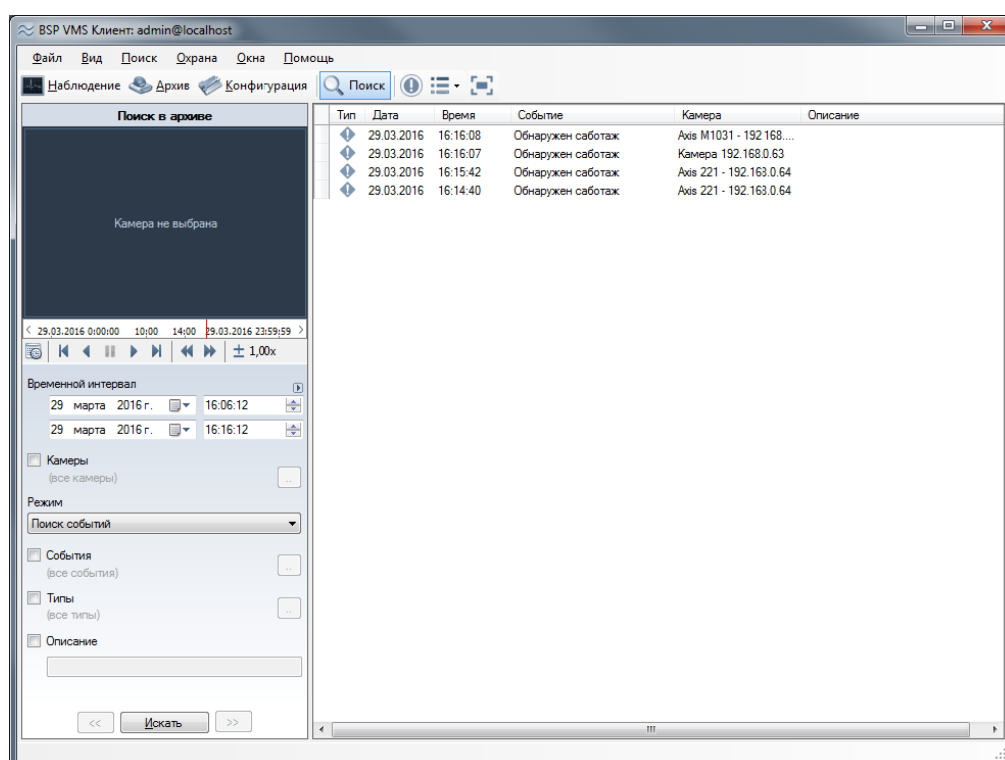 BSP VMS Клиент: admin@localhost
Файл Вид Поиск Охрана Окна Помощь
Наблюдение Архив Конфигурация Поиск
Поиск в архиве
Камера не выбрана
29.03.2016 0:00:00 10:00 14:00 29.03.2016 23:59:59
1,00x
Временной интервал
29 марта 2016 г. 16:06:12
29 марта 2016 г. 16:16:12
Камеры
(все камеры)
..
Режим
Поиск событий
События
(все события)
..
Типы
(все типы)
..
Описание
<< Искать >>
Тип Дата Время Событие Камера Описание
29.03.2016 16:16:08 Обнаружен саботаж Axis M1031 - 192.168....
29.03.2016 16:16:07 Обнаружен саботаж Камера 192.168.0.63
29.03.2016 16:15:42 Обнаружен саботаж Axis 221 - 192.168.0.64
29.03.2016 16:14:40 Обнаружен саботаж Axis 221 - 192.168.0.64